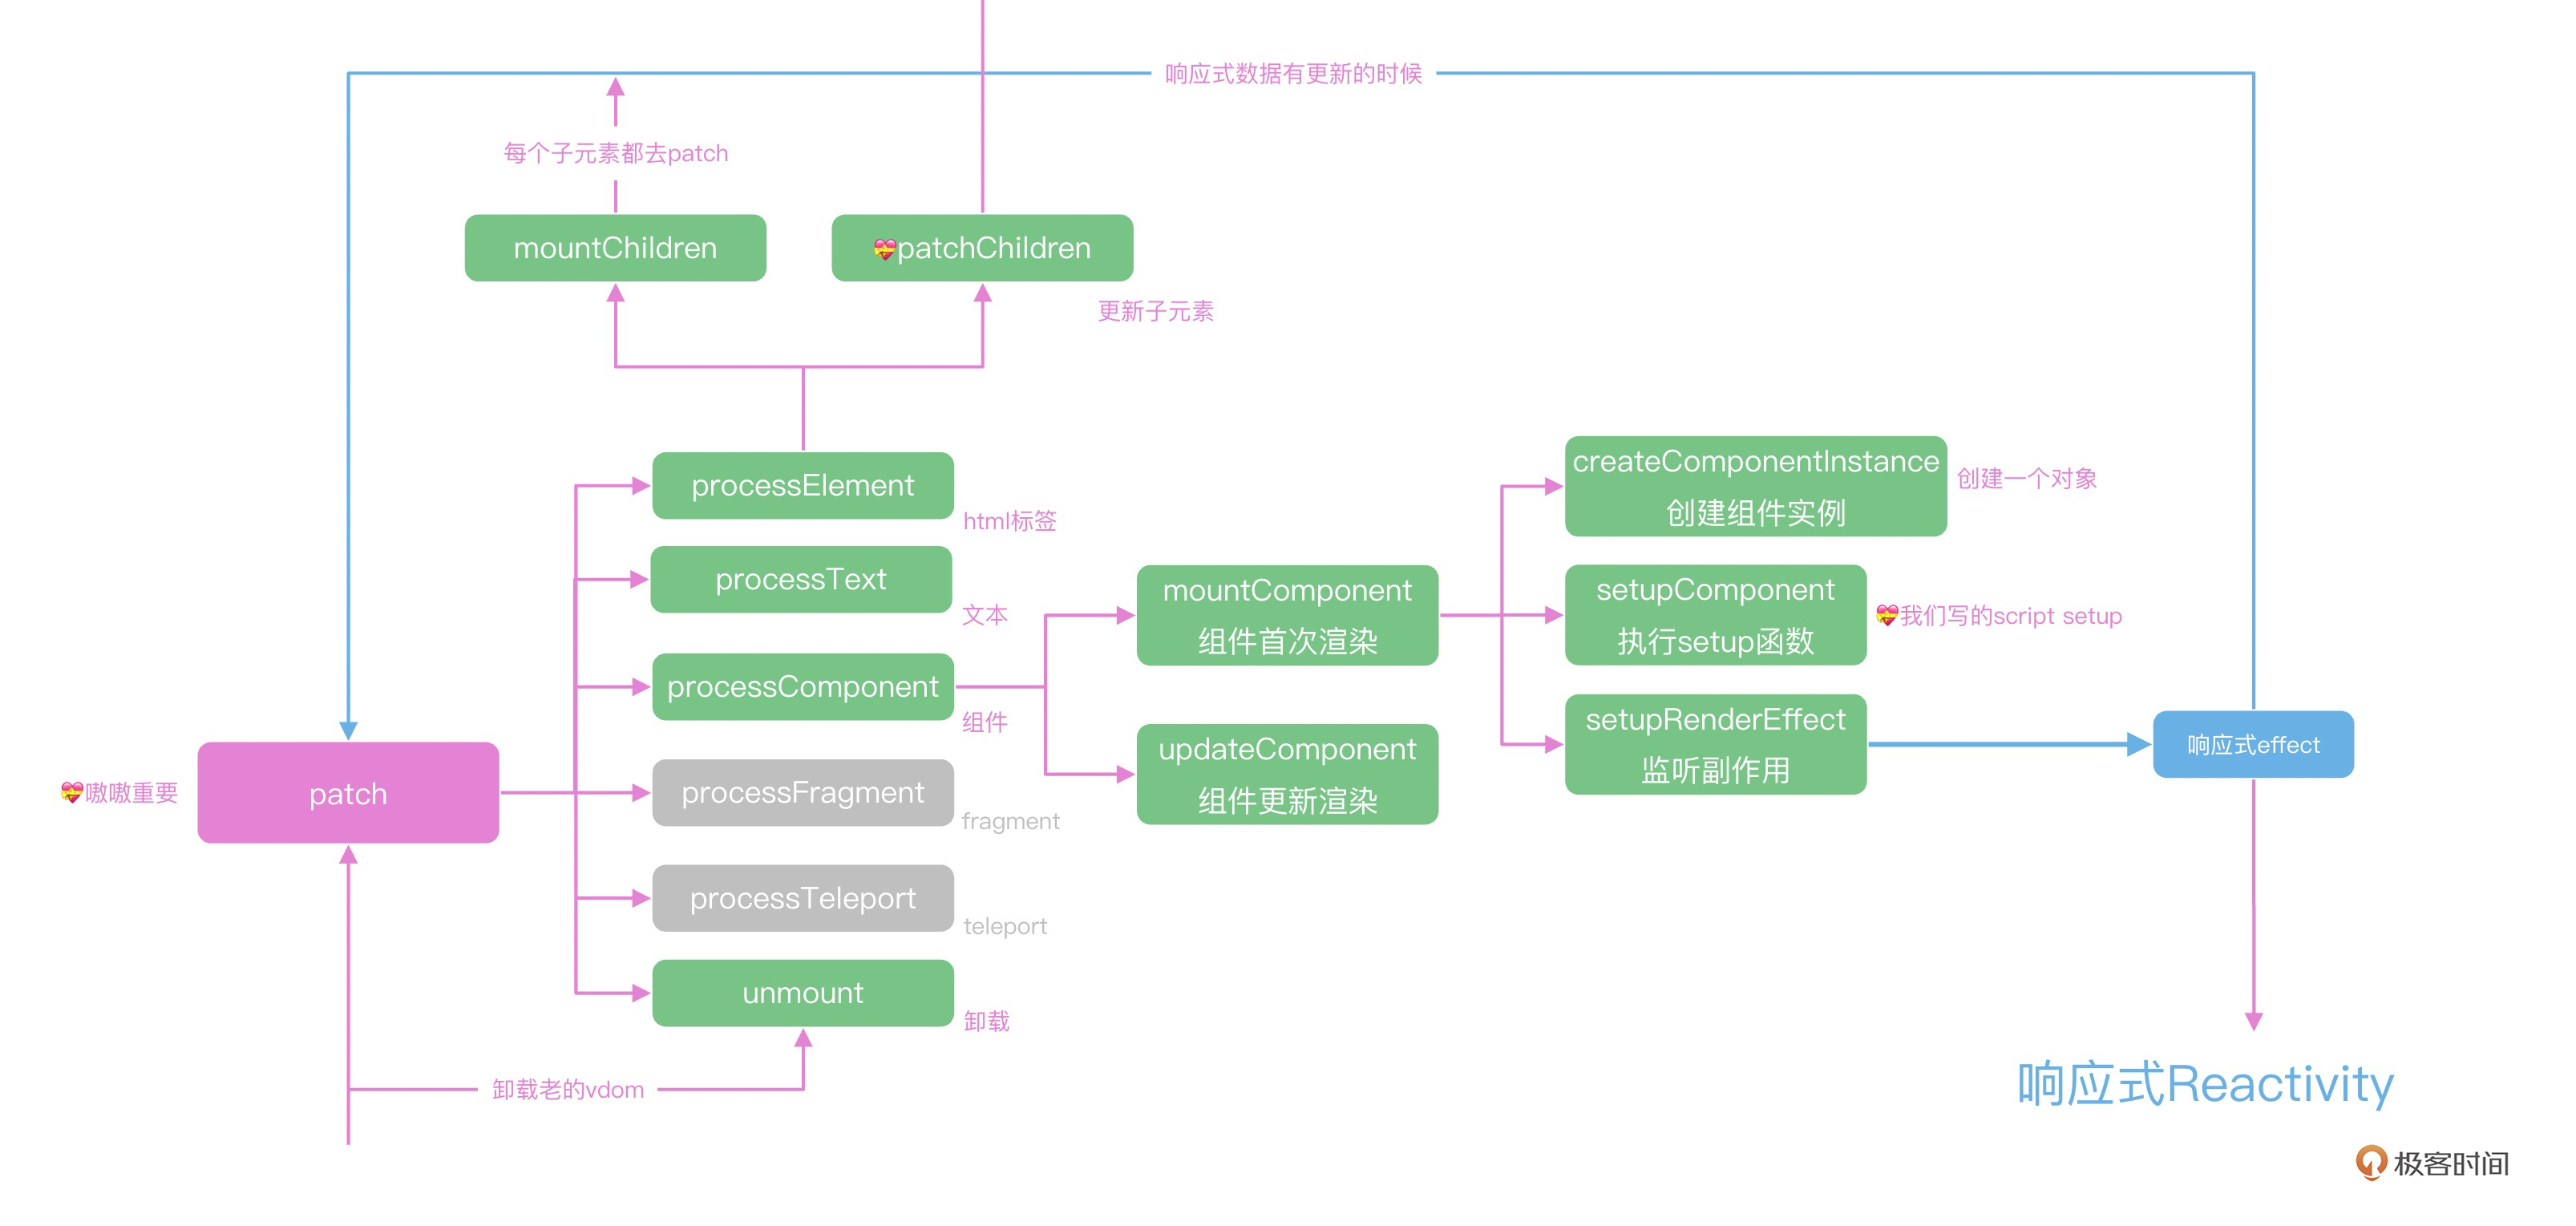 响应式数据有更新的时候
每个子元素都去patch
mountChildren
💝patchChildren
更新子元素
processElement
html标签
processText
文本
processComponent
组件
processFragment
fragment
processTeleport
teleport
unmount
卸载
💝嗷嗷重要
patch
卸载老的vdom
mountComponent
组件首次渲染
updateComponent
组件更新渲染
createComponentInstance
创建组件实例
创建一个对象
setupComponent
执行setup函数
💝我们写的script setup
setupRenderEffect
监听副作用
响应式effect
响应式Reactivity
极客时间